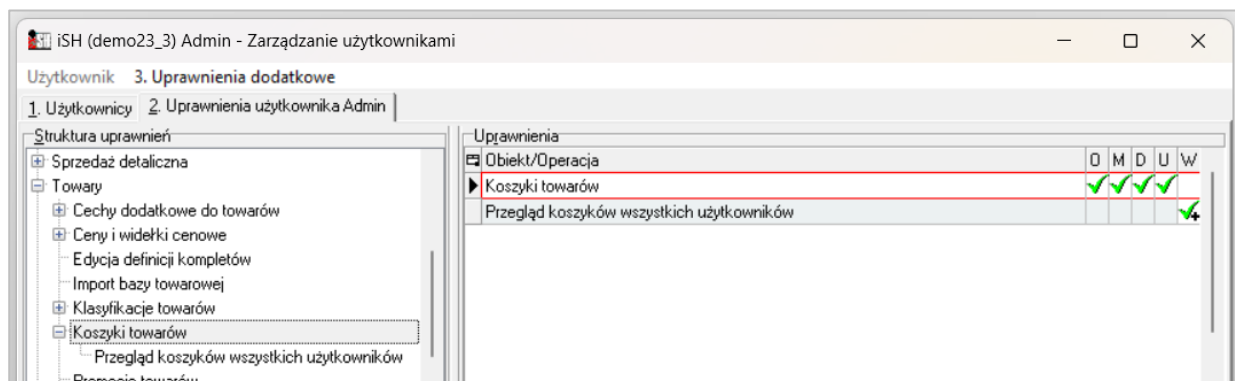 iSH (demo23_3) Admin - Zarządzanie użytkownikami
Użytkownik 3. Uprawnienia dodatkowe
1. Użytkownicy 2. Uprawnienia użytkownika Admin
Struktura uprawnień
Sprzedaż detaliczna
Towary
Cechy dodatkowe do towarów
Ceny i widełki cenowe
Edycja definicji kompletów
Import bazy towarowej
Klasyfikacje towarów
Koszyki towarów
Przegląd koszyków wszystkich użytkowników
Promocje towarów
Uprawnienia
Obiekt/Operacja O M D U W
Koszyki towarów
Przegląd koszyków wszystkich użytkowników